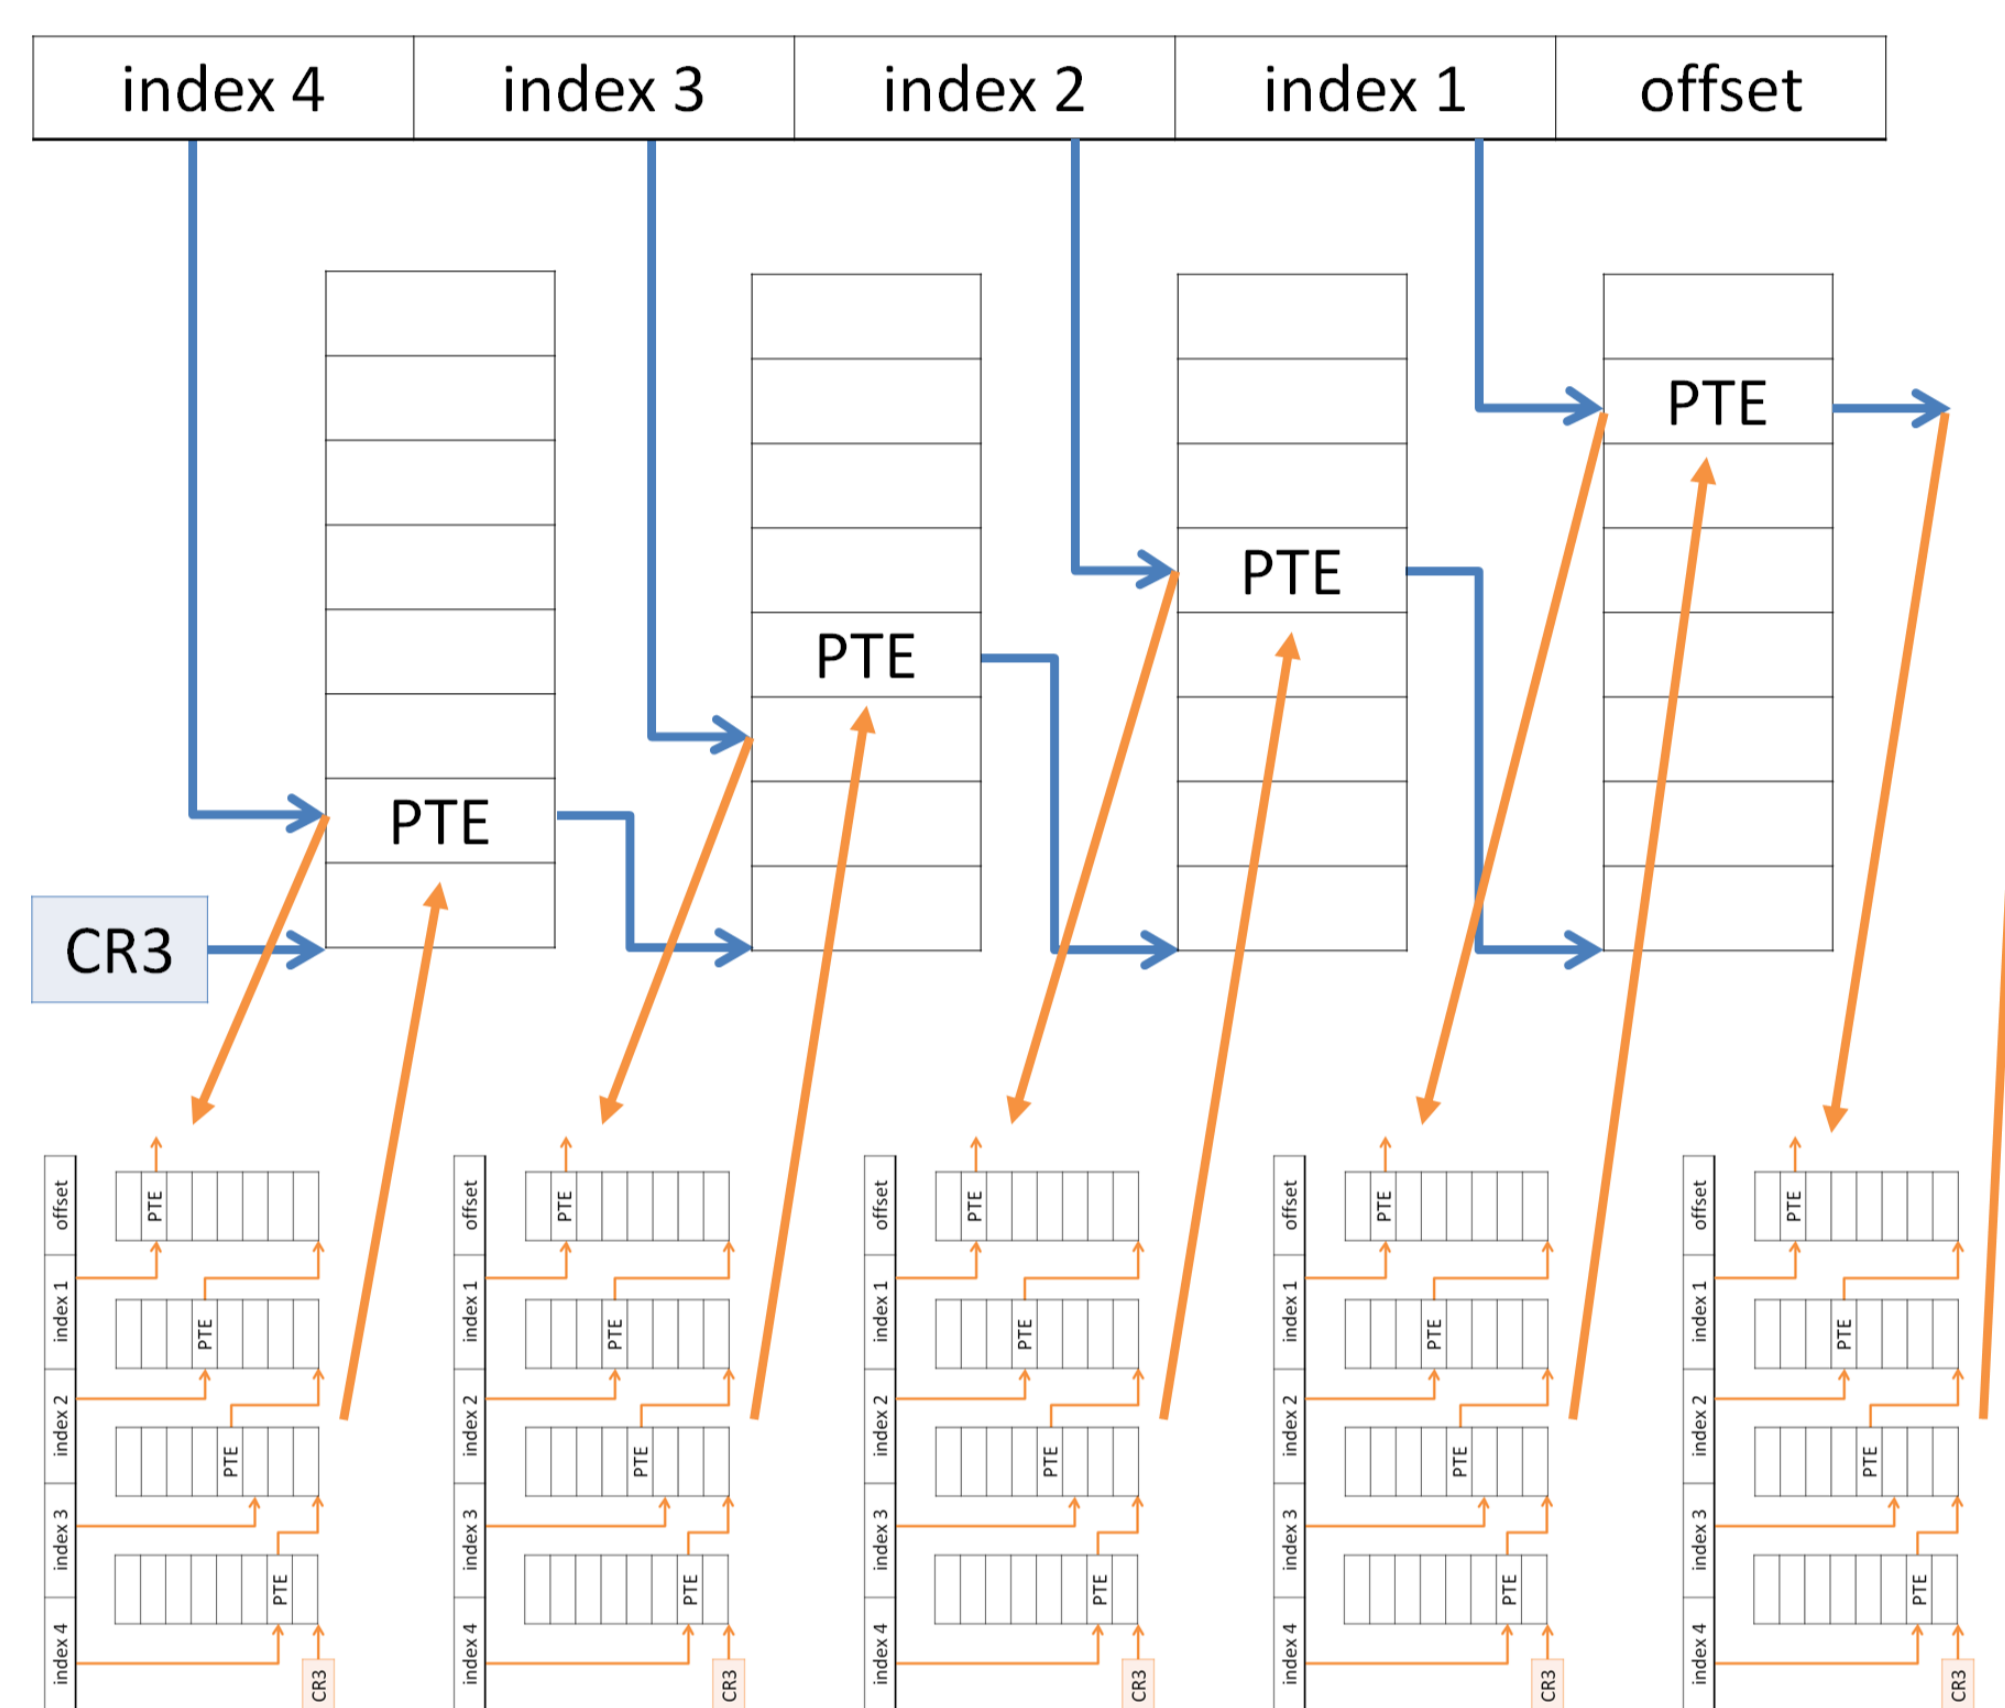 index 4 index 3 index 2 index 1 offset
PTE
PTE
PTE
PTE
CR3
offset PTE offset PTE offset PTE offset PTE offset PTE
index 1 PTE index 1 PTE index 1 PTE index 1 PTE index 1 PTE
index 2 PTE index 2 PTE index 2 PTE index 2 PTE index 2 PTE
index 3 PTE index 3 PTE index 3 PTE index 3 PTE index 3 PTE
index 4 CR3 index 4 CR3 index 4 CR3 index 4 CR3 index 4 CR3